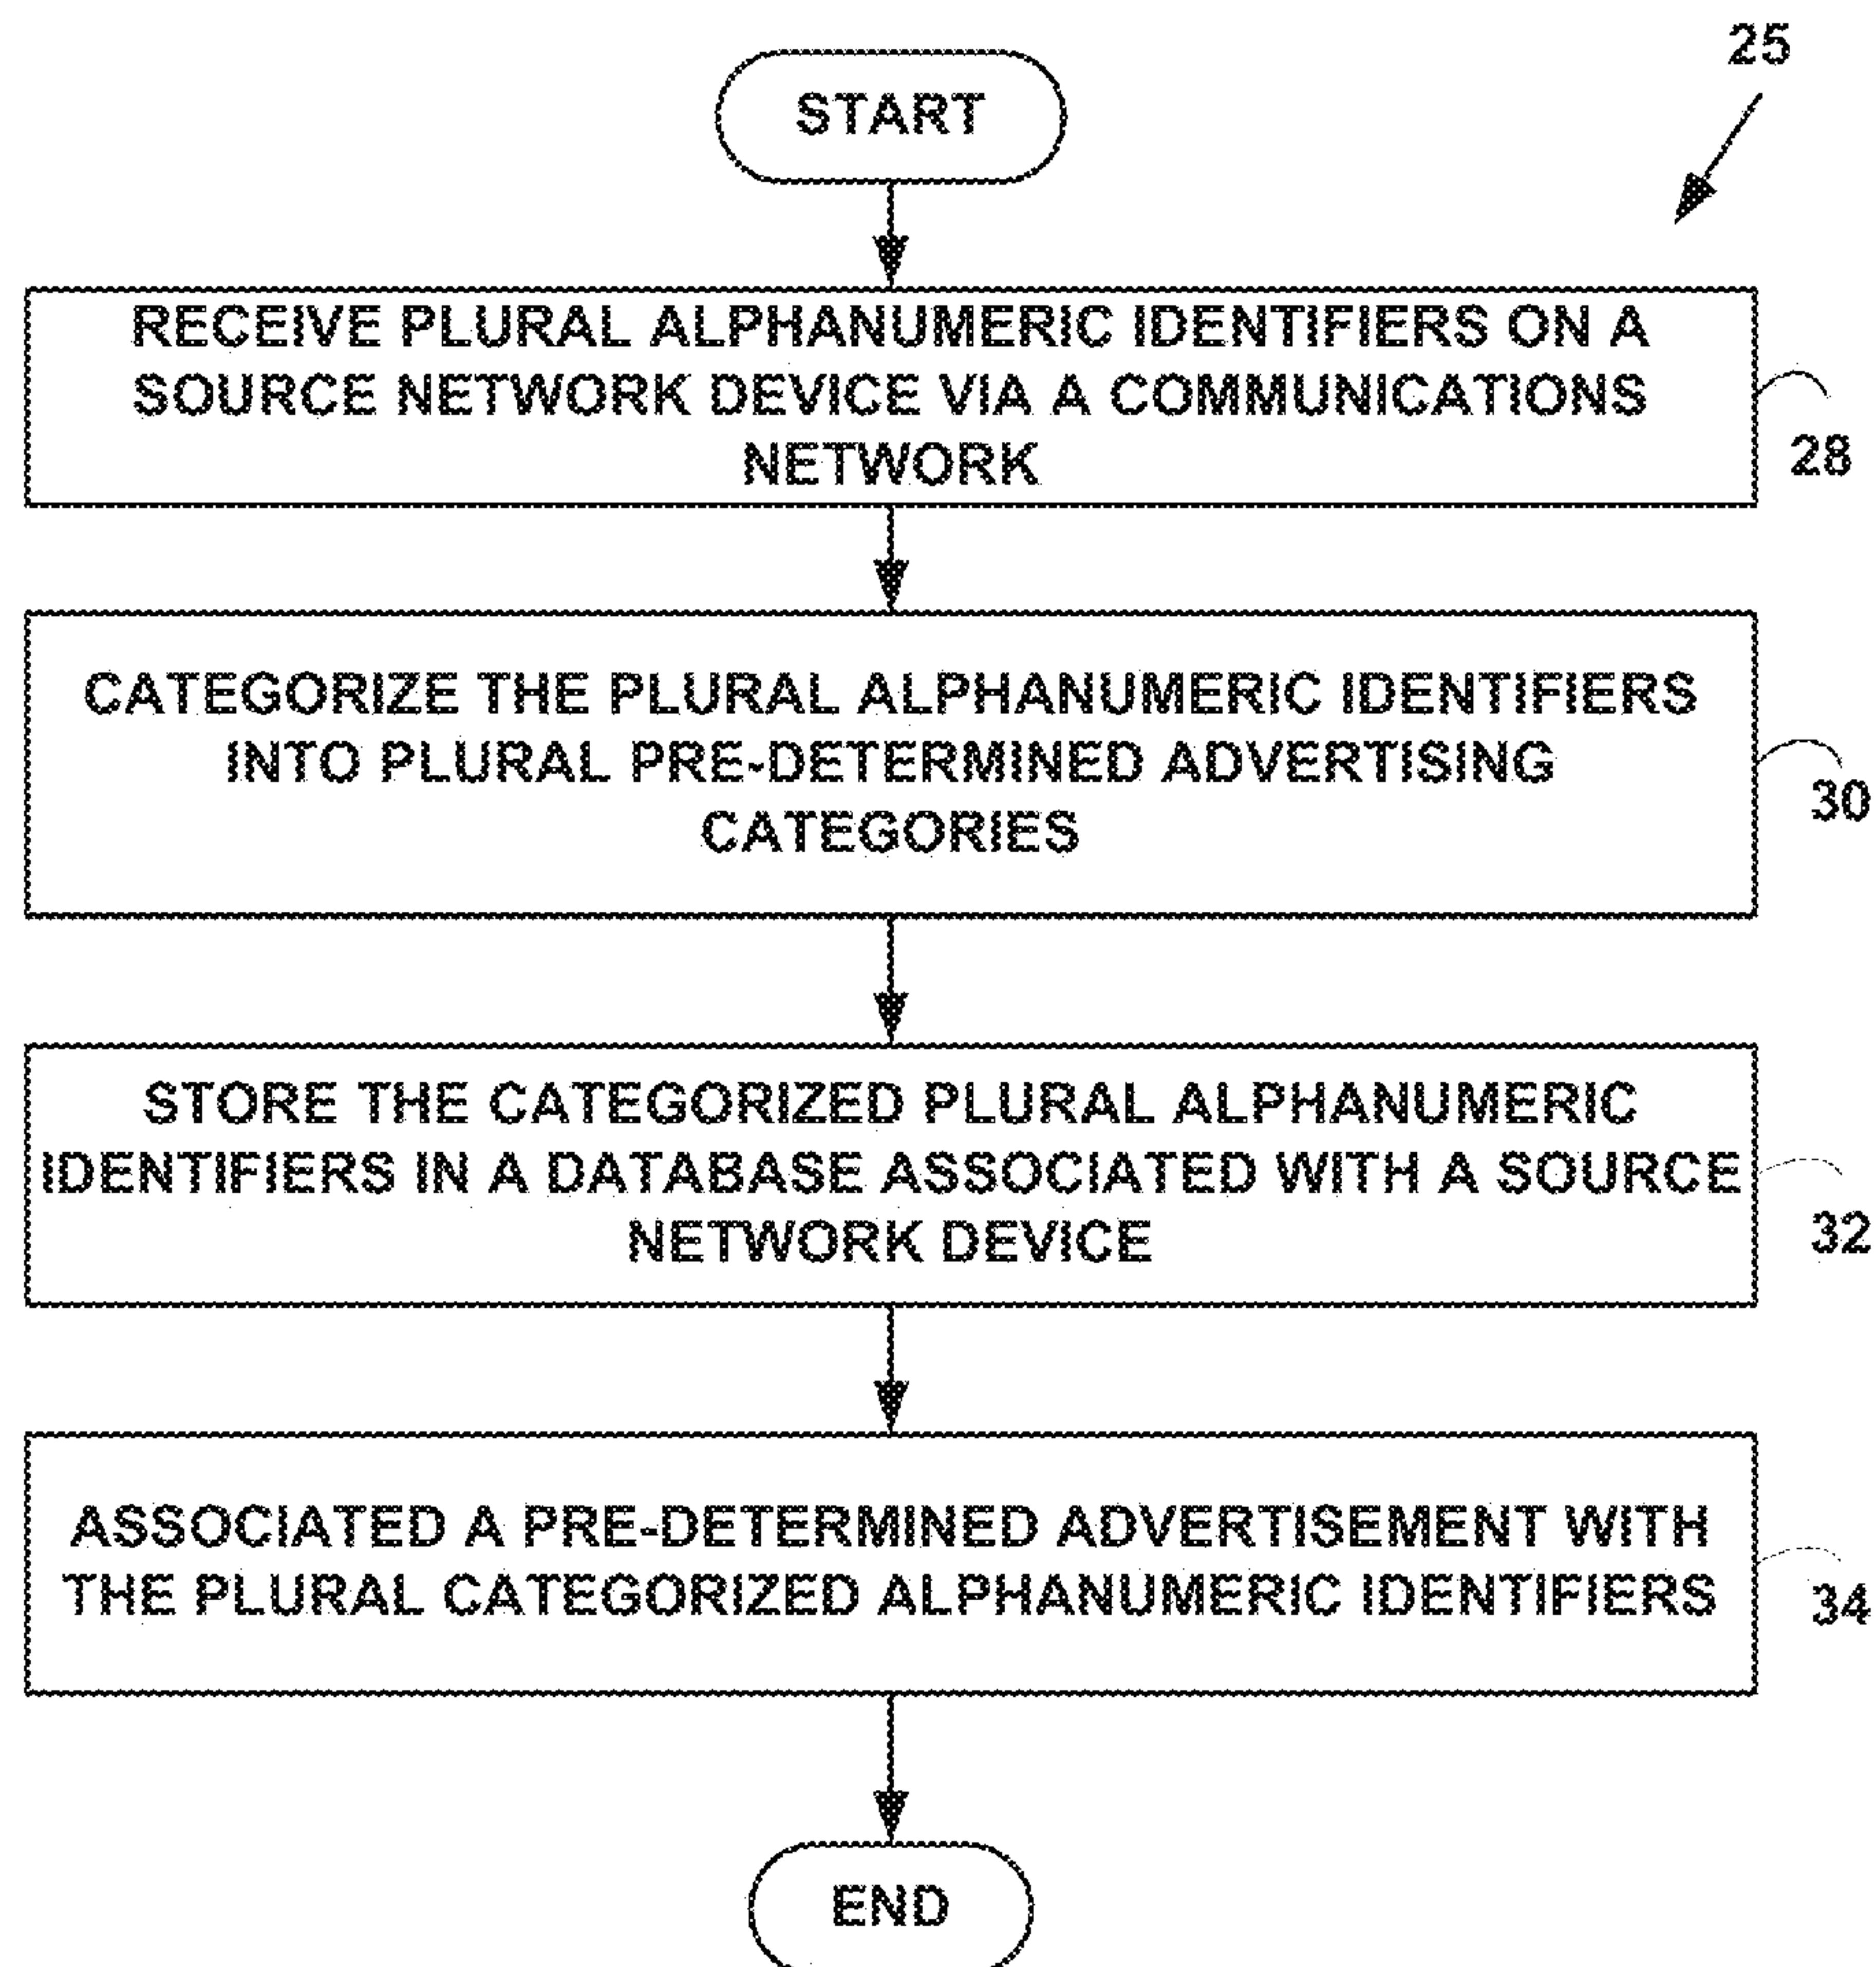 25
START
RECEIVE PLURAL ALPHANUMERIC IDENTIFIERS ON A
SOURCE NETWORK DEVICE VIA A COMMUNICATIONS
NETWORK
28
CATEGORIZE THE PLURAL ALPHANUMERIC IDENTIFIERS
INTO PLURAL PRE-DETERMINED ADVERTISING
CATEGORIES
30
STORE THE CATEGORIZED PLURAL ALPHANUMERIC
IDENTIFIERS IN A DATABASE ASSOCIATED WITH A SOURCE
NETWORK DEVICE
32
ASSOCIATED A PRE-DETERMINED ADVERTISEMENT WITH
THE PLURAL CATEGORIZED ALPHANUMERIC IDENTIFIERS
34
END